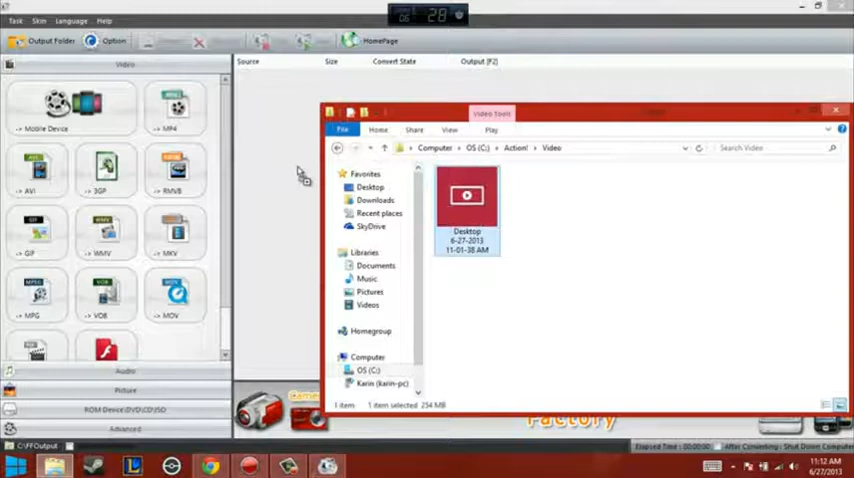 06 28
Task Skin Language Help
Output Folder Option HomePage
Video
Source Size Convert State Output [F2]
-> Mobile Device
-> MP4
-> AVI
-> 3GP
-> RMVB
-> GIF
-> WMV
-> MKV
-> MPG
-> VOB
-> MOV
Audio
Picture
ROM Device\DVD\CD\ISO
Advanced
Video Tools
File Home Share View Play
Computer OS (C:) Action! Video
Search Video
Favorites
Desktop
Downloads
Recent places
SkyDrive
Libraries
Documents
Music
Pictures
Videos
Homegroup
Computer
OS (C:)
Karin (karin-pc)
Desktop
6-27-2013
11-01-38 AM
1 item 1 item selected 254 MB
Factory
C:\FFOutput
Elapsed Time : 00:00:00 After Converting : Shut Down Computer
11:12 AM
6/27/2013